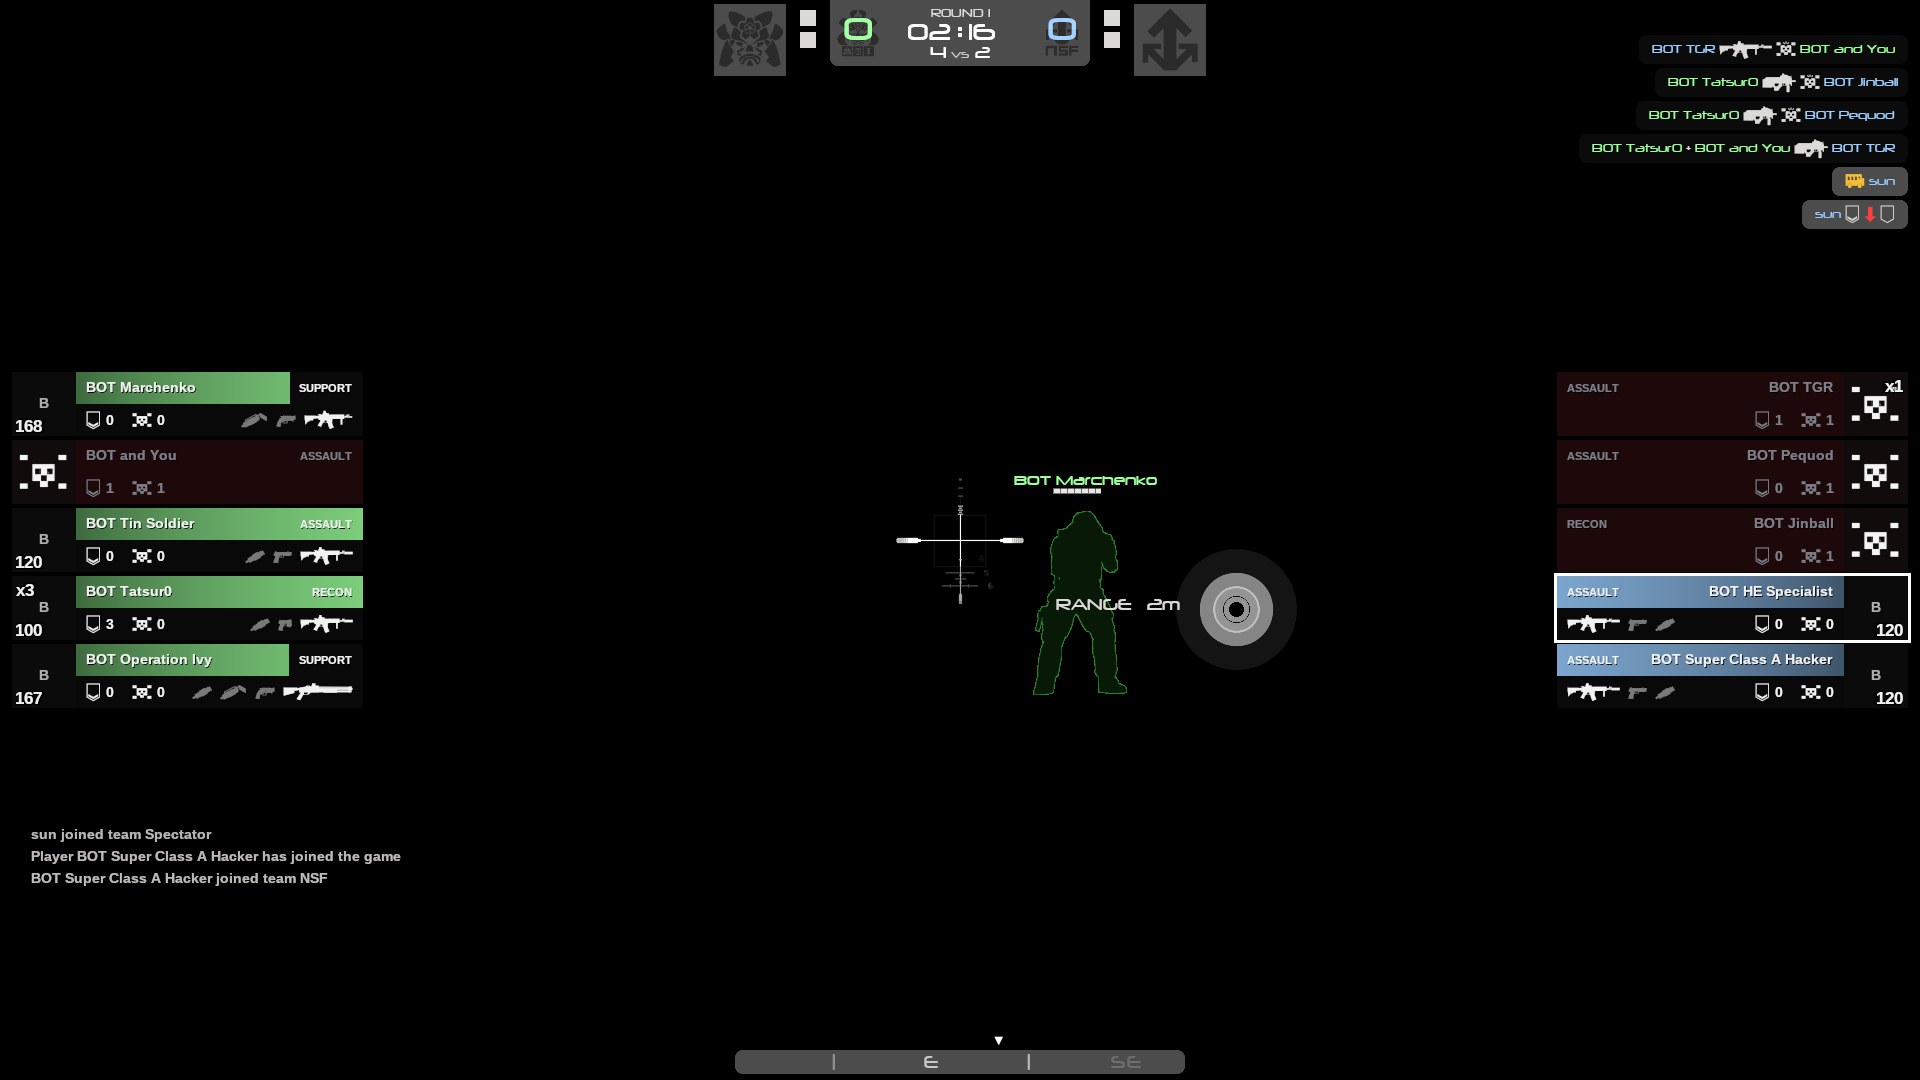 ROUND 1
0 02:16 0
4 vs 2
NSF
BOT TGR BOT and You
BOT Tatsur0 BOT Jinball
BOT Tatsur0 BOT Pequod
BOT Tatsur0 + BOT and You BOT TGR
sun
sun
B BOT Marchenko SUPPORT
168 0 0
BOT and You ASSAULT
1 1
B BOT Tin Soldier ASSAULT
120 0 0
x3 B BOT Tatsur0 RECON
100 3 0
B BOT Operation Ivy SUPPORT
167 0 0
BOT Marchenko
RANGE 2m
ASSAULT BOT TGR x1
1 1
ASSAULT BOT Pequod
0 1
RECON BOT Jinball
0 1
ASSAULT BOT HE Specialist B
0 0 120
ASSAULT BOT Super Class A Hacker B
0 0 120
sun joined team Spectator
Player BOT Super Class A Hacker has joined the game
BOT Super Class A Hacker joined team NSF
| E | SE